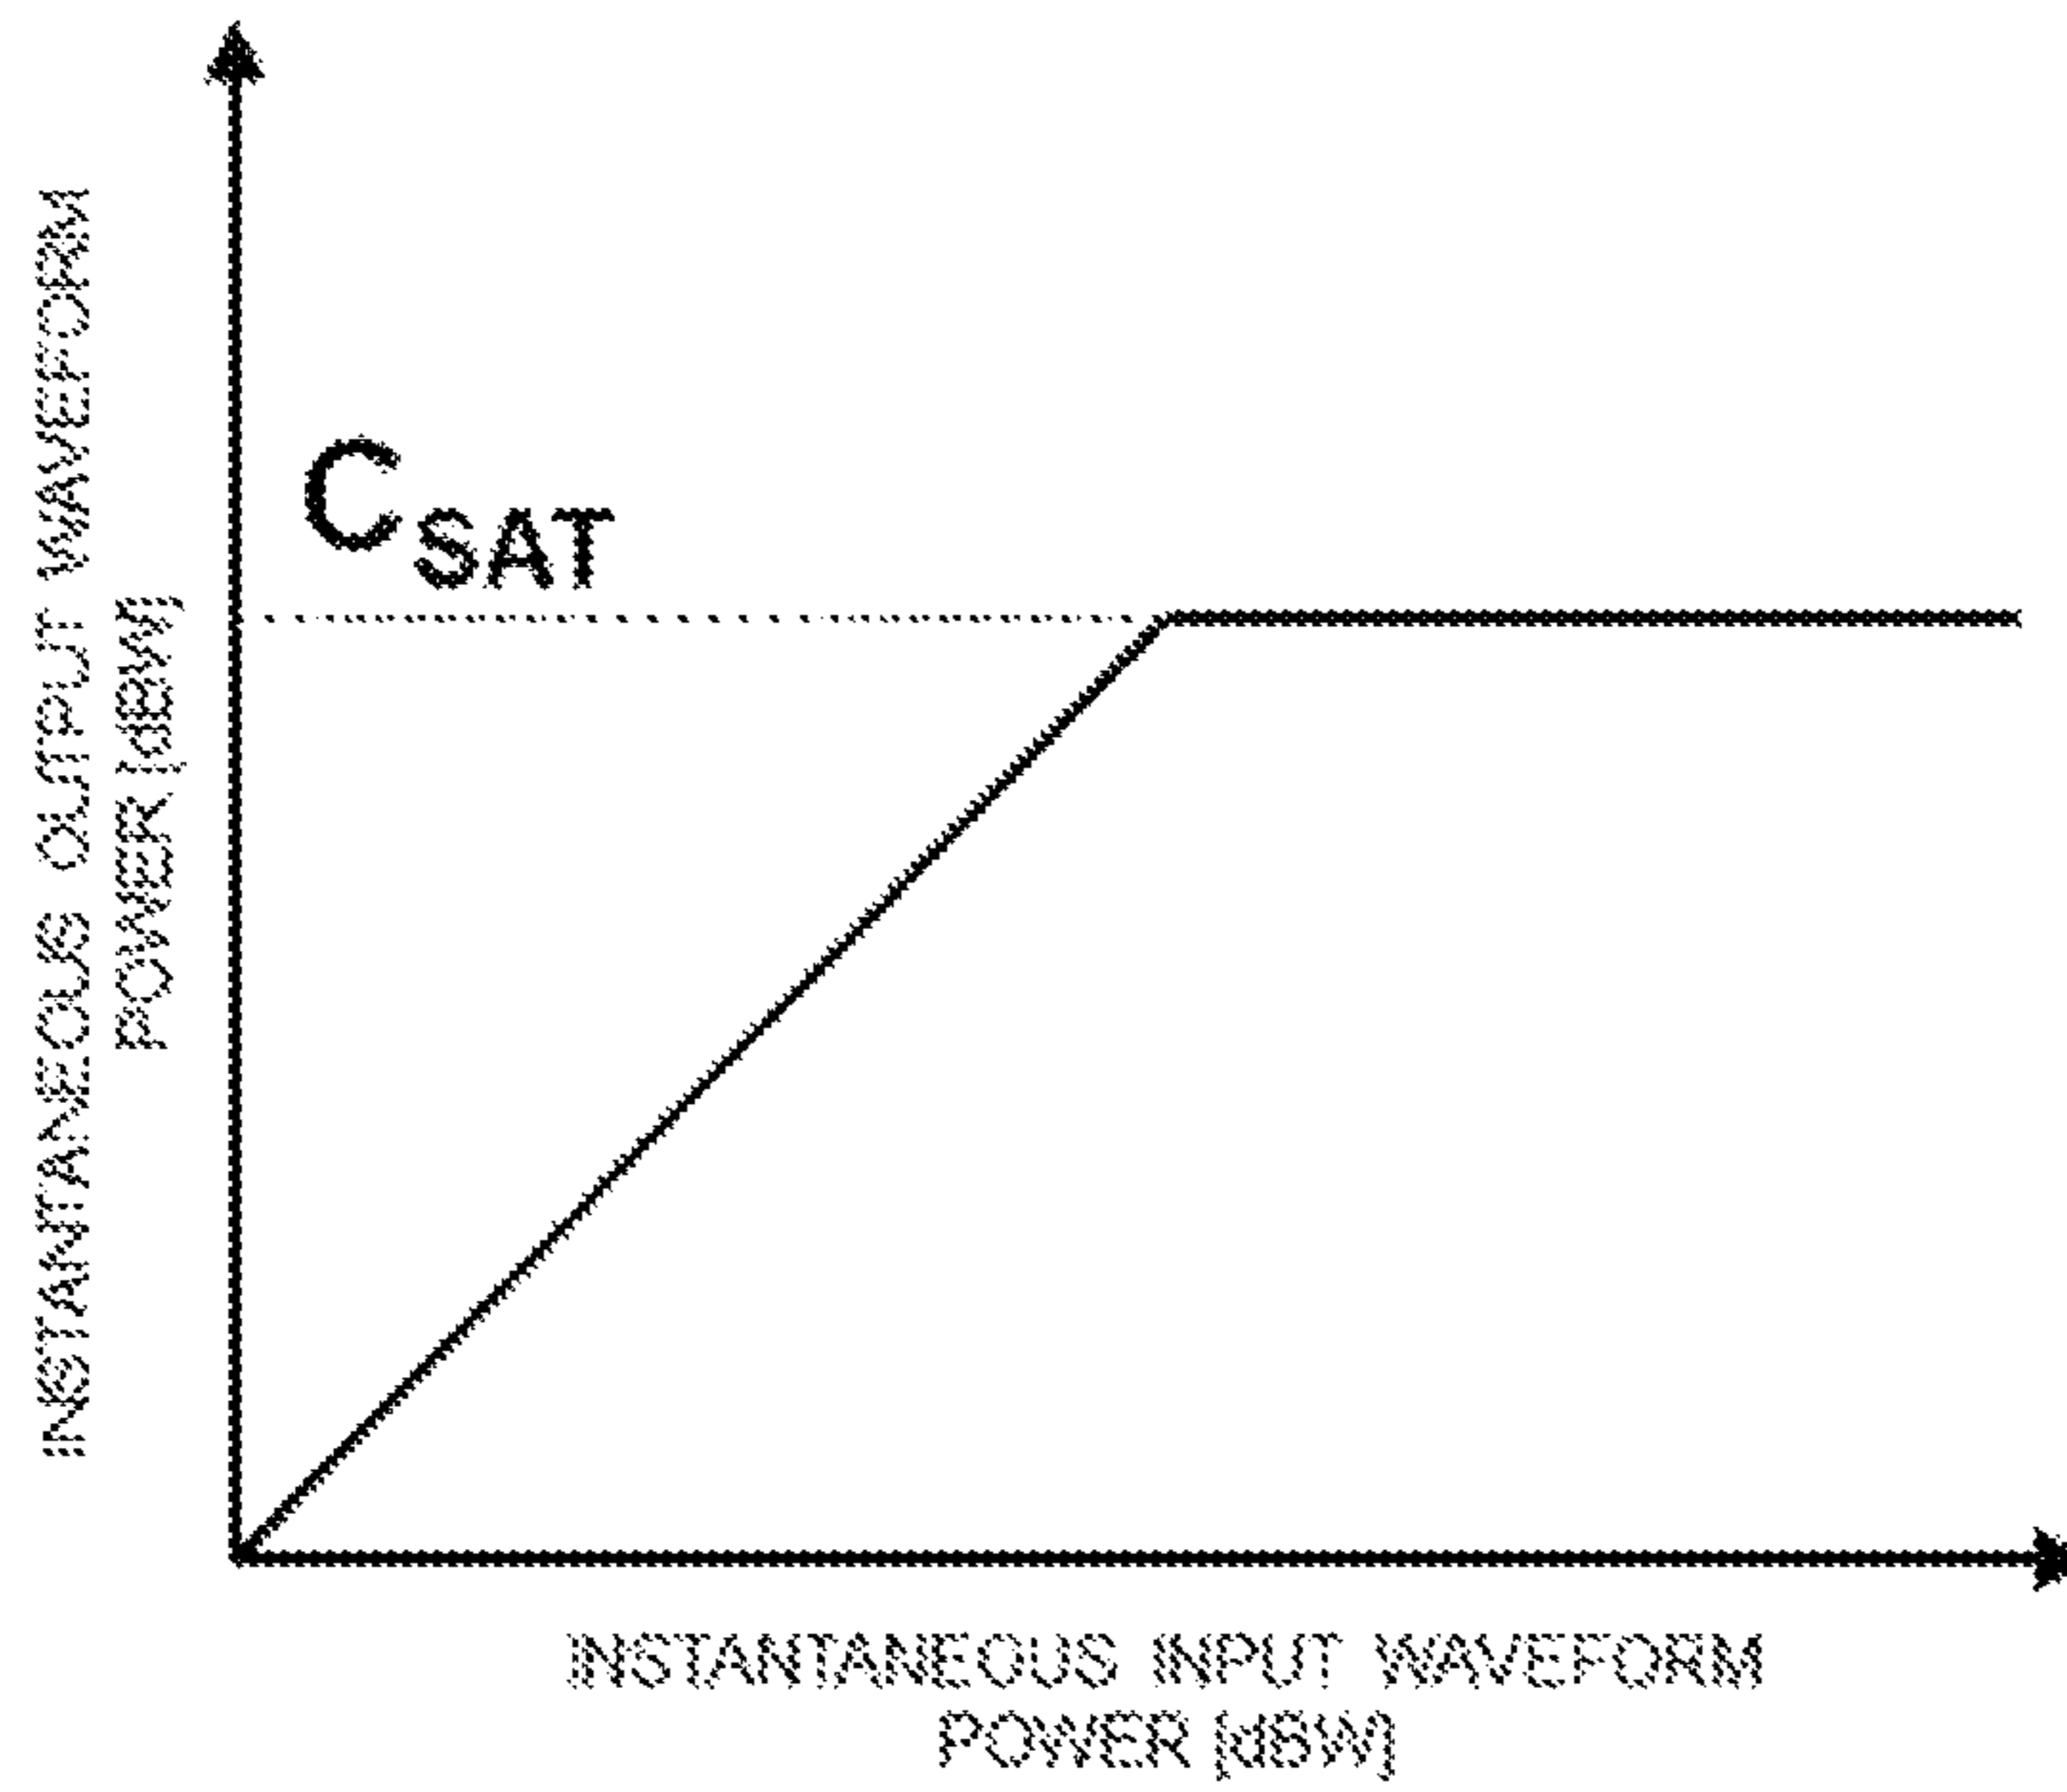 INSTANTANEOUS OUTPUT WAVEFORM
POWER [dBW]
CSAT
INSTANTANEOUS INPUT WAVEFORM
POWER [dBW]